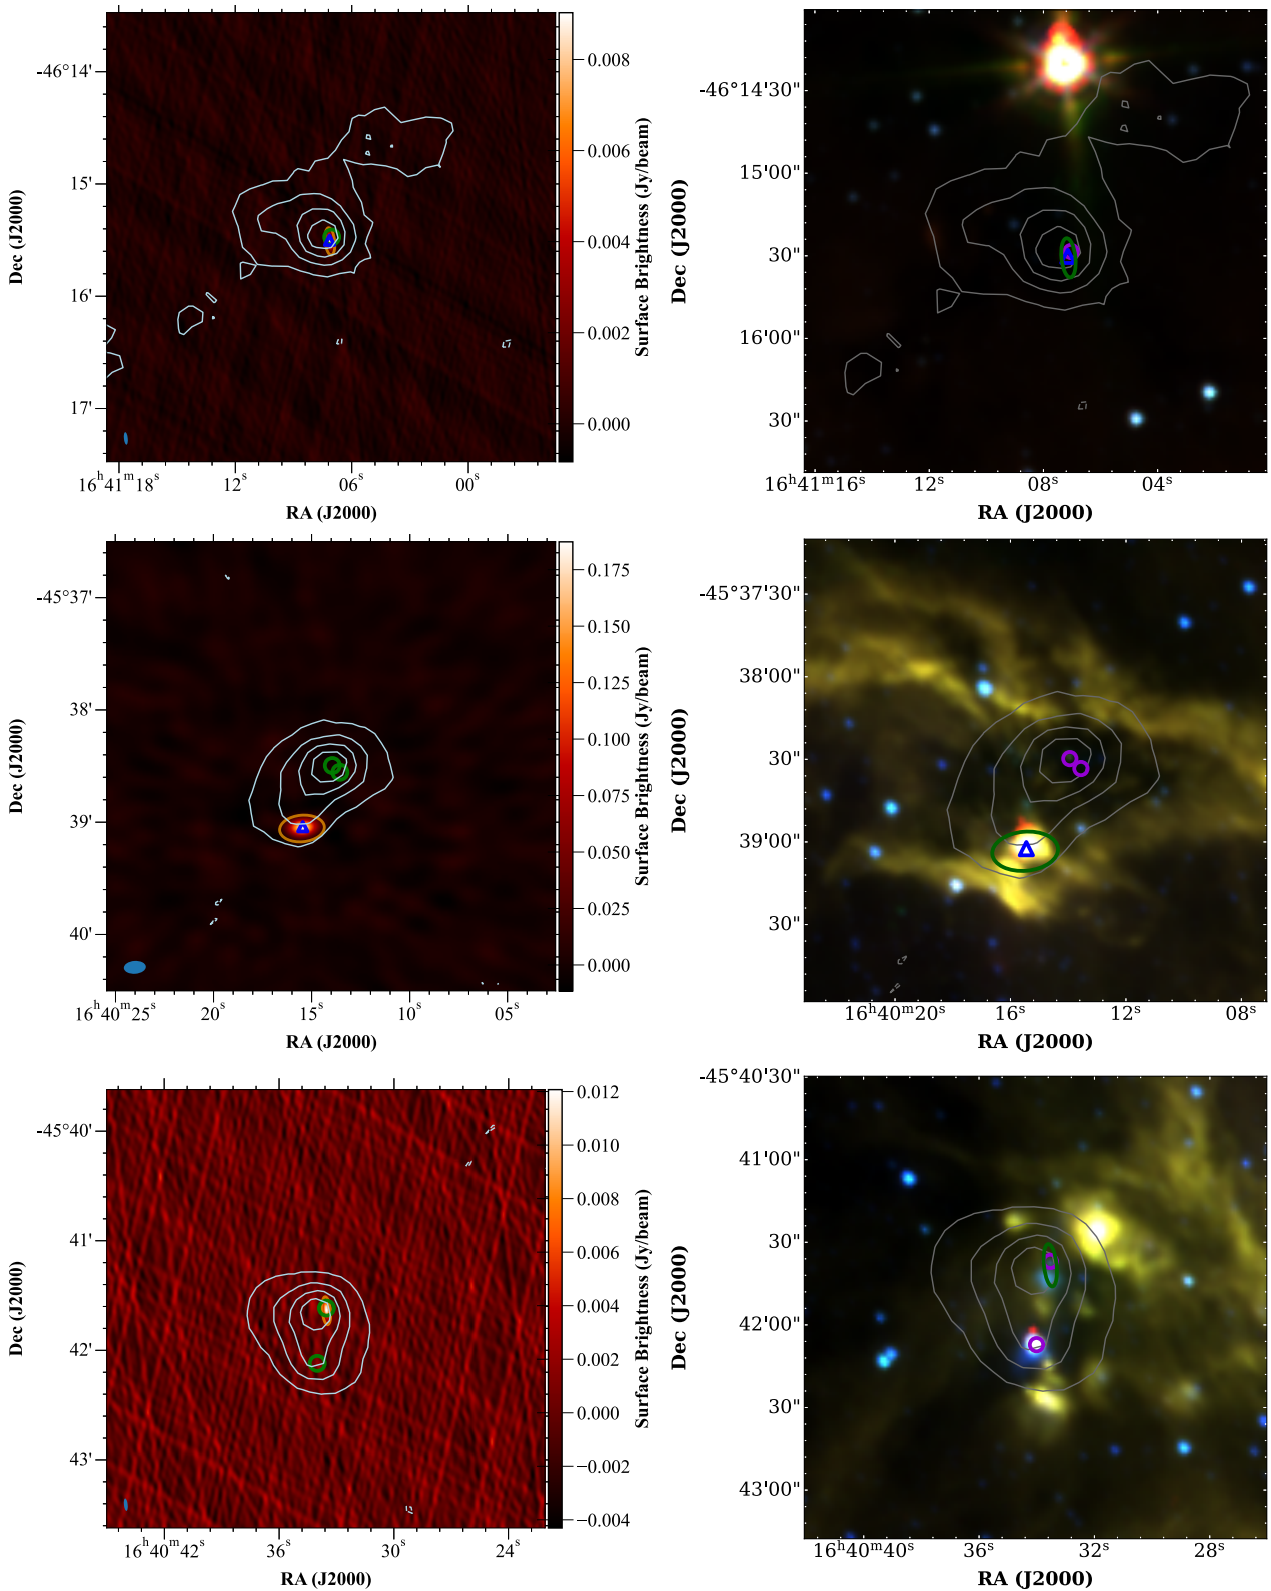 -46°14'
15'
16'
17'
Dec (J2000)
16ʰ41ᵐ18ˢ
12ˢ
06ˢ
00ˢ
RA (J2000)
0.008
0.006
0.004
0.002
0.000
Surface Brightness (Jy/beam)
-46°14'30"
15'00"
30"
16'00"
30"
Dec (J2000)
16ʰ41ᵐ16ˢ
12ˢ
08ˢ
04ˢ
RA (J2000)
-45°37'
38'
39'
40'
Dec (J2000)
16ʰ40ᵐ25ˢ
20ˢ
15ˢ
10ˢ
05ˢ
RA (J2000)
0.175
0.150
0.125
0.100
0.075
0.050
0.025
0.000
Surface Brightness (Jy/beam)
-45°37'30"
38'00"
30"
39'00"
30"
Dec (J2000)
16ʰ40ᵐ20ˢ
16ˢ
12ˢ
08ˢ
RA (J2000)
-45°40'
41'
42'
43'
Dec (J2000)
16ʰ40ᵐ42ˢ
36ˢ
30ˢ
24ˢ
RA (J2000)
0.012
0.010
0.008
0.006
0.004
0.002
0.000
−0.002
−0.004
Surface Brightness (Jy/beam)
-45°40'30"
41'00"
30"
42'00"
30"
43'00"
Dec (J2000)
16ʰ40ᵐ40ˢ
36ˢ
32ˢ
28ˢ
RA (J2000)